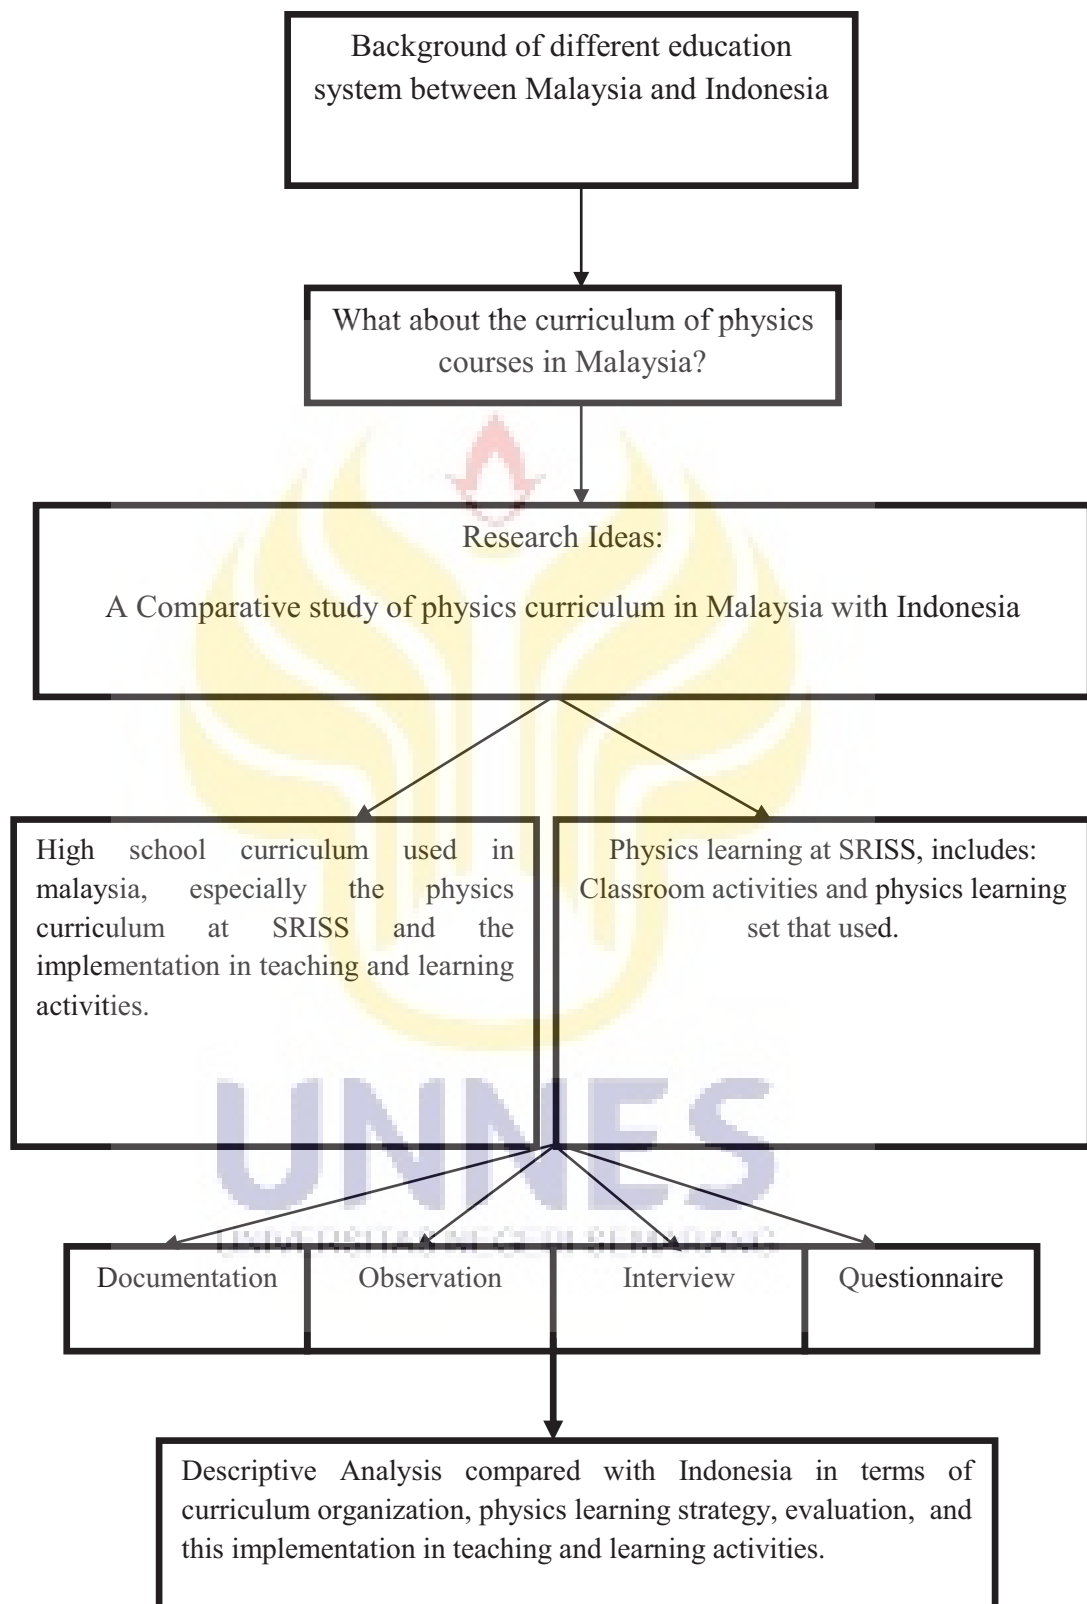 Background of different education
system between Malaysia and Indonesia
What about the curriculum of physics
courses in Malaysia?
Research Ideas:
A Comparative study of physics curriculum in Malaysia with Indonesia
High school curriculum used in
malaysia, especially the physics
curriculum at SRISS and the
implementation in teaching and learning
activities.
Physics learning at SRISS, includes:
Classroom activities and physics learning
set that used.
UNNES
UNIVERSITAS NEGERI SEMARANG
Documentation
Observation
Interview
Questionnaire
Descriptive Analysis compared with Indonesia in terms of
curriculum organization, physics learning strategy, evaluation, and
this implementation in teaching and learning activities.